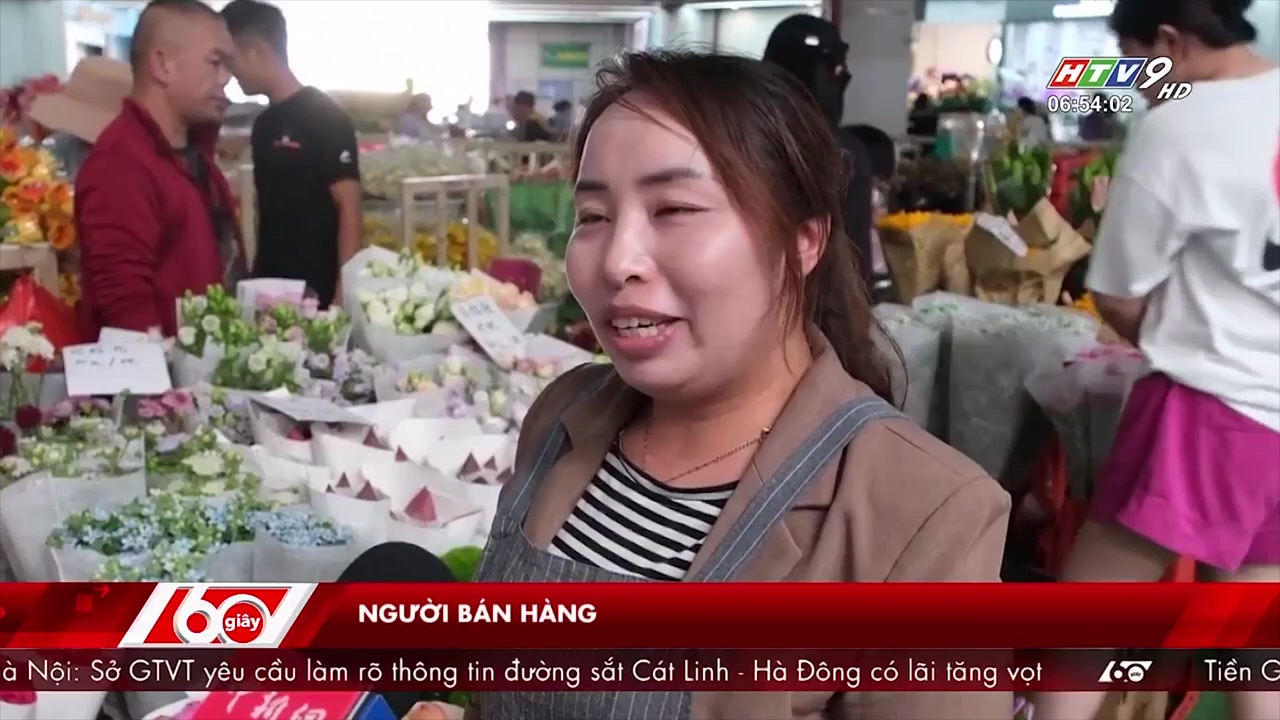 HTV9 HD
06:54:02
60 giây
NGƯỜI BÁN HÀNG
à Nội: Sở GTVT yêu cầu làm rõ thông tin đường sắt Cát Linh - Hà Đông có lãi tăng vọt 60 Tiền G